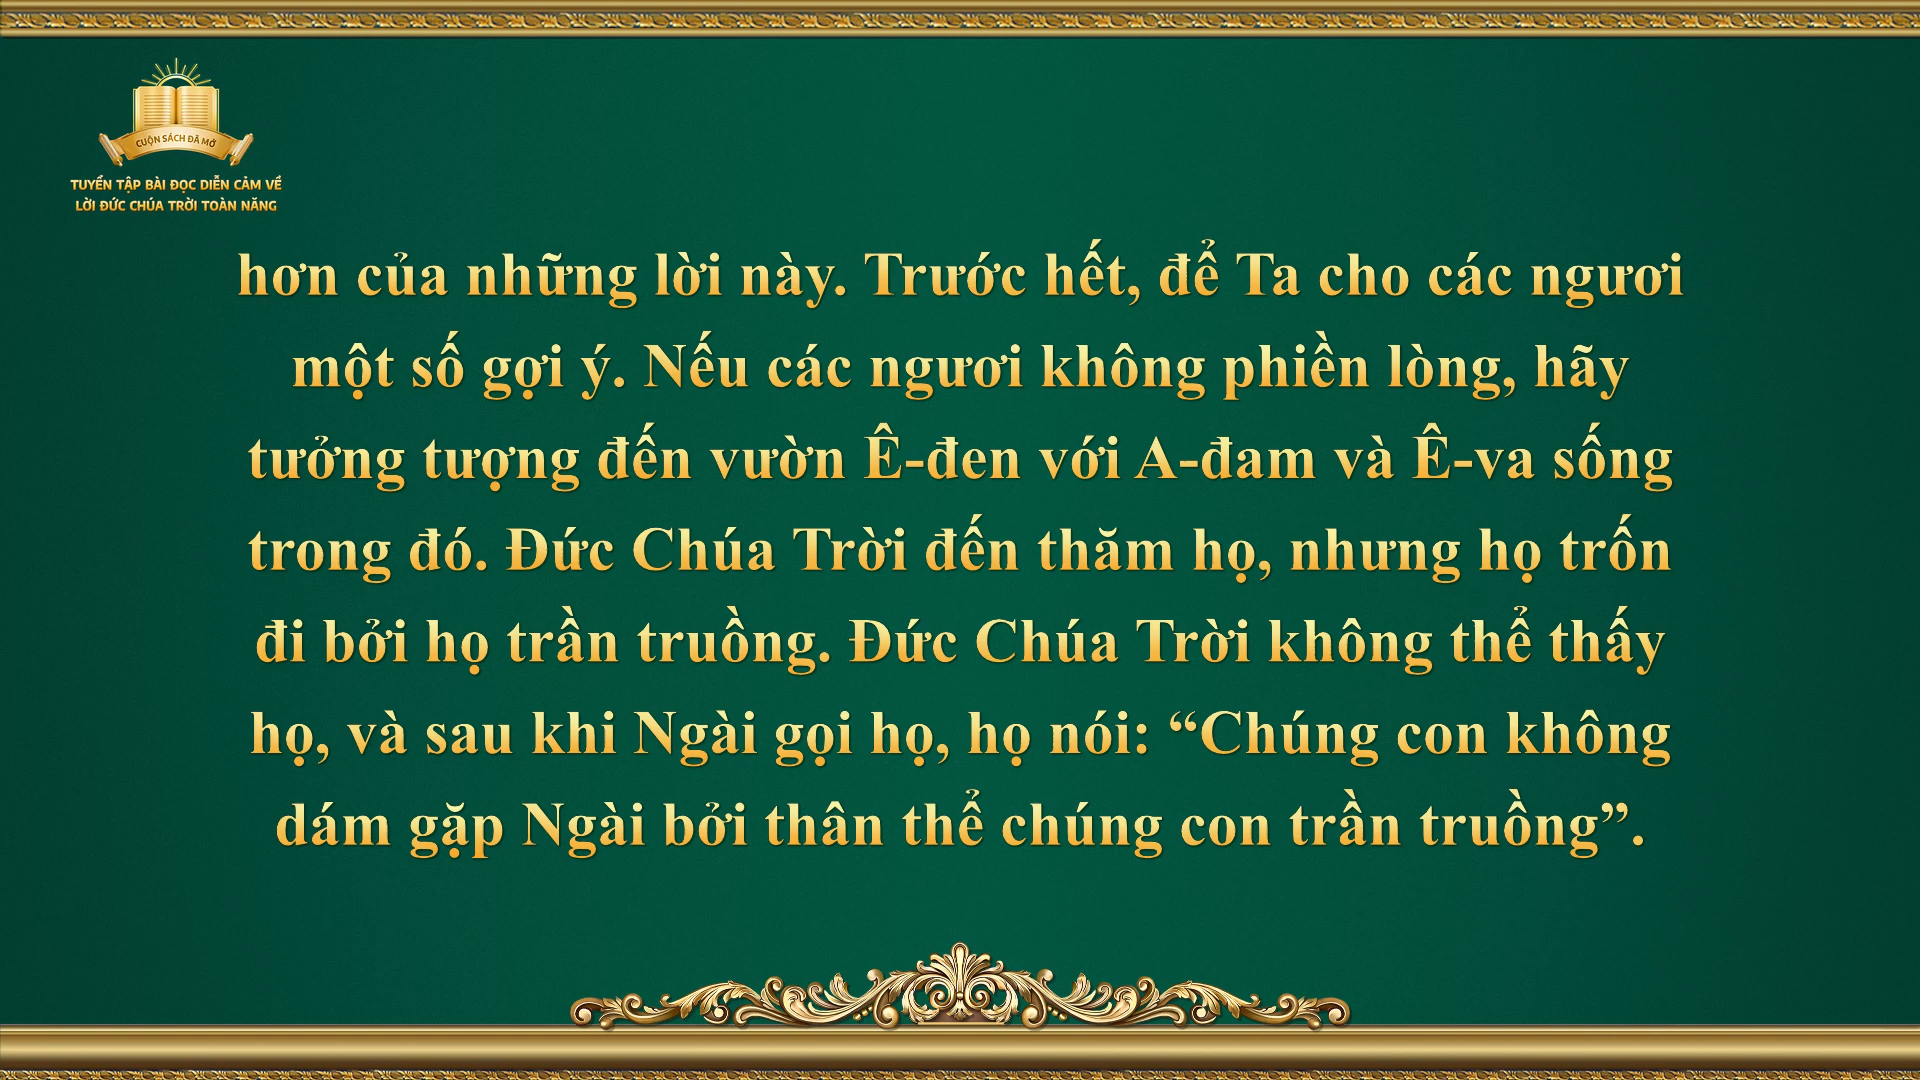 CUỘN SÁCH ĐÃ MỞ
TUYỂN TẬP BÀI ĐỌC DIỄN CẢM VỀ
LỜI ĐỨC CHÚA TRỜI TOÀN NĂNG
hơn của những lời này. Trước hết, để Ta cho các ngươi
một số gợi ý. Nếu các ngươi không phiền lòng, hãy
tưởng tượng đến vườn Ê-đen với A-đam và Ê-va sống
trong đó. Đức Chúa Trời đến thăm họ, nhưng họ trốn
đi bởi họ trần truồng. Đức Chúa Trời không thể thấy
họ, và sau khi Ngài gọi họ, họ nói: “Chúng con không
dám gặp Ngài bởi thân thể chúng con trần truồng”.